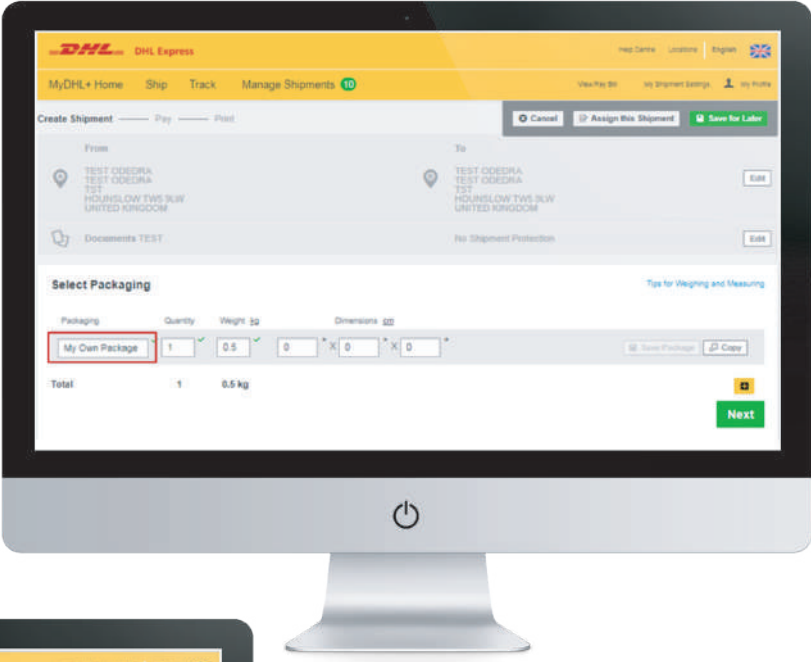 DHL DHL Express
Help Centre Locations English
MyDHL+ Home Ship Track Manage Shipments 10
View/Pay Bill My Shipment Settings My Profile
Create Shipment Pay Print
Cancel Assign this Shipment Save for Later
From To
TEST ODEDRA TEST ODEDRA
TEST ODEDRA TEST ODEDRA
TST TST
HOUNSLOW TW5 9LW HOUNSLOW TW5 9LW
UNITED KINGDOM UNITED KINGDOM
Edit
Documents TEST No Shipment Protection Edit
Select Packaging Tips for Weighing and Measuring
Packaging Quantity Weight kg Dimensions cm
My Own Package 1 0.5 0 * X 0 * X 0 * Save Package Copy
Total 1 0.5 kg
Next